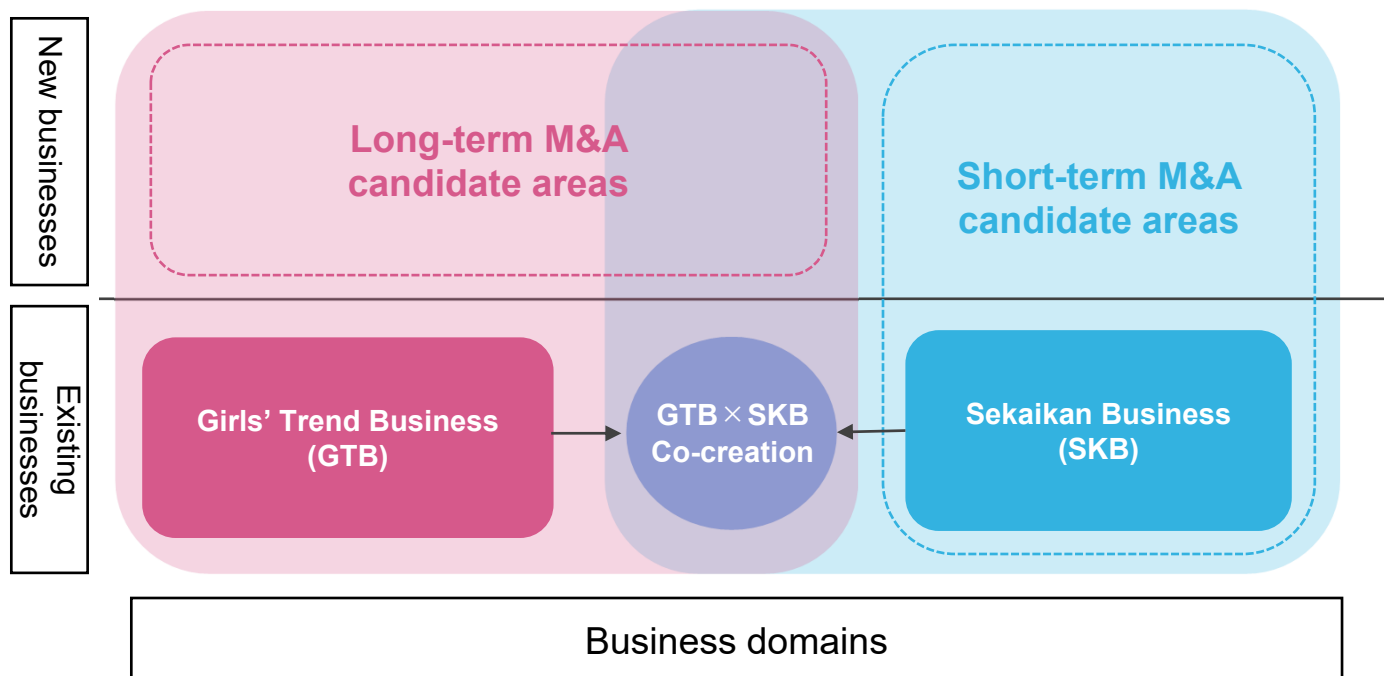 New businesses
Long-term M&A
candidate areas
Short-term M&A
candidate areas
Existing
businesses
Girls’ Trend Business
(GTB)
GTB×SKB
Co-creation
Sekaikan Business
(SKB)
Business domains